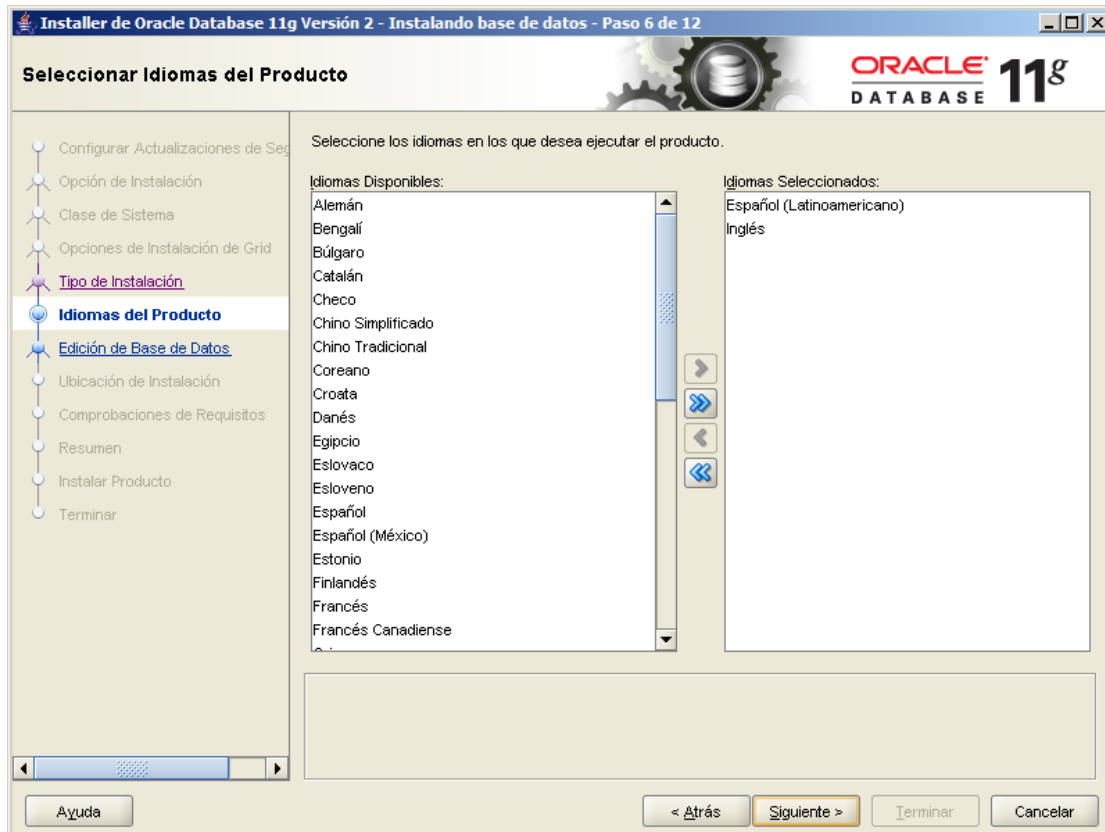 Installer de Oracle Database 11g Versión 2 - Instalando base de datos - Paso 6 de 12
Seleccionar Idiomas del Producto
ORACLE
DATABASE
11g
Configurar Actualizaciones de Seg
Opción de Instalación
Clase de Sistema
Opciones de Instalación de Grid
Tipo de Instalación
Idiomas del Producto
Edición de Base de Datos
Ubicación de Instalación
Comprobaciones de Requisitos
Resumen
Instalar Producto
Terminar
Seleccione los idiomas en los que desea ejecutar el producto.
Idiomas Disponibles:
Alemán
Bengalí
Búlgaro
Catalán
Checo
Chino Simplificado
Chino Tradicional
Coreano
Croata
Danés
Egipcio
Eslovaco
Esloveno
Español
Español (México)
Estonio
Finlandés
Francés
Francés Canadiense
Idiomas Seleccionados:
Español (Latinoamericano)
Inglés
Ayuda
< Atrás
Siguiente >
Terminar
Cancelar